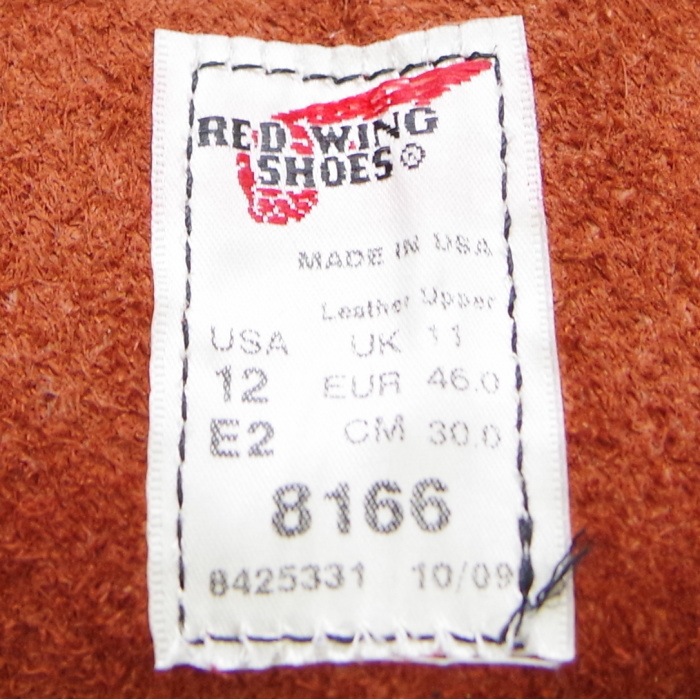 RED WING
SHOES®
MADE IN USA
Leather Upper
USA UK 11
12 EUR 46.0
E2 CM 30.0
8166
8425331 10/09